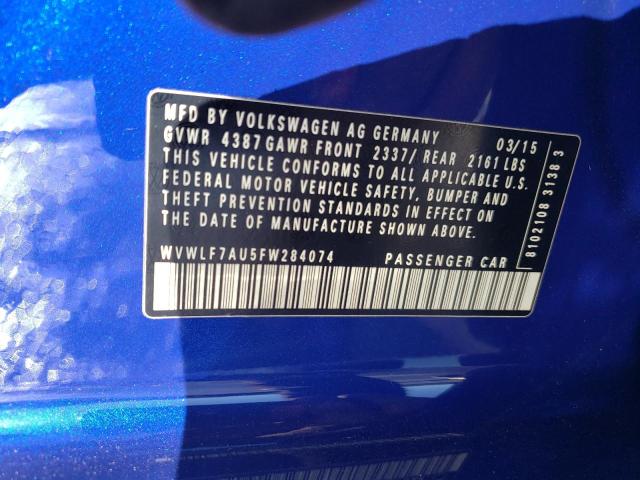 MFD BY VOLKSWAGEN AG GERMANY 03/15
GVWR 4387 GAWR FRONT 2337/ REAR 2161 LBS
THIS VEHICLE CONFORMS TO ALL APPLICABLE U.S.
FEDERAL MOTOR VEHICLE SAFETY, BUMPER AND
THEFT PREVENTION STANDARDS IN EFFECT ON
THE DATE OF MANUFACTURE SHOWN ABOVE.
WVWLF7AU5FW284074 PASSENGER CAR
8102108 3138 3